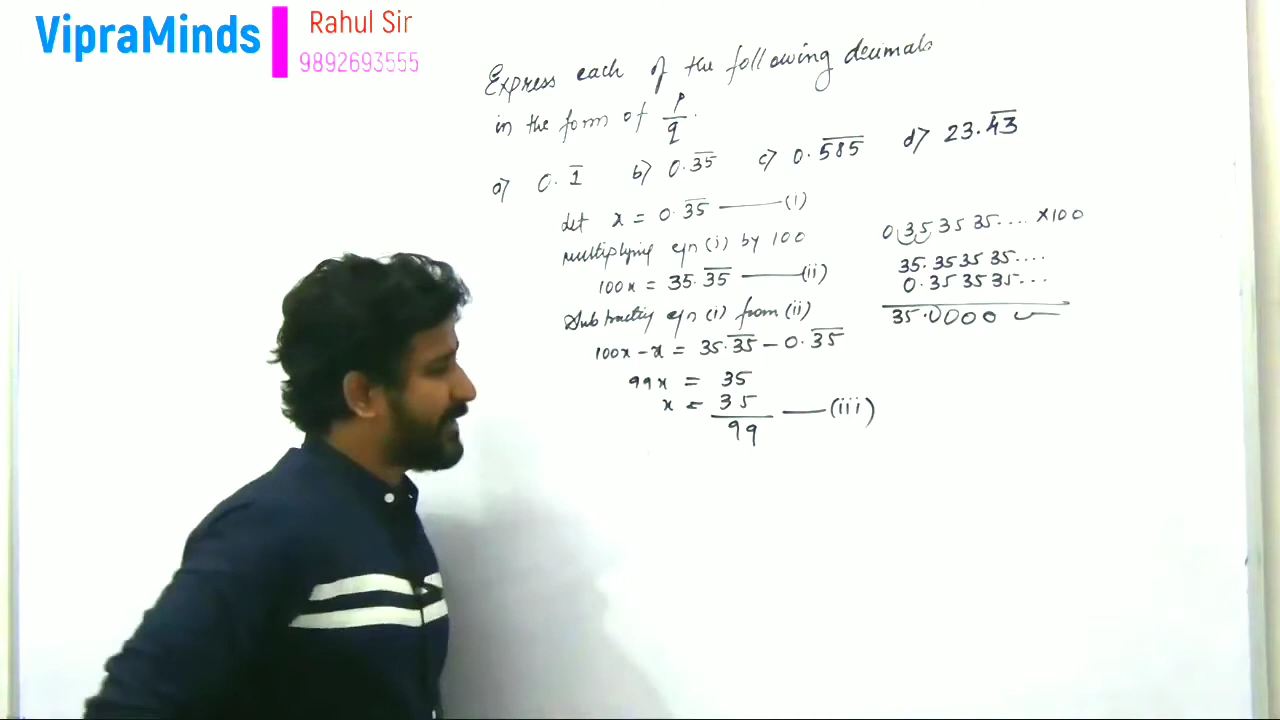 VipraMinds
Rahul Sir
9892693555
Express each of the following decimals
in the form of p/q.
a) 0.1̅ b) 0.3̅5̅ c) 0.5̅8̅5̅ d) 23.4̅3̅
Let x = 0.3̅5̅ —— (i)
multiplying eqn (i) by 100
100x = 35.3̅5̅ —— (ii)
Subtracting eqn (i) from (ii)
100x - x = 35.3̅5̅ - 0.3̅5̅
99x = 35
x = 35/99 —— (iii)
0.35 35 35.... ×100
35.35 35 35....
0.35 35 35...
35.0000